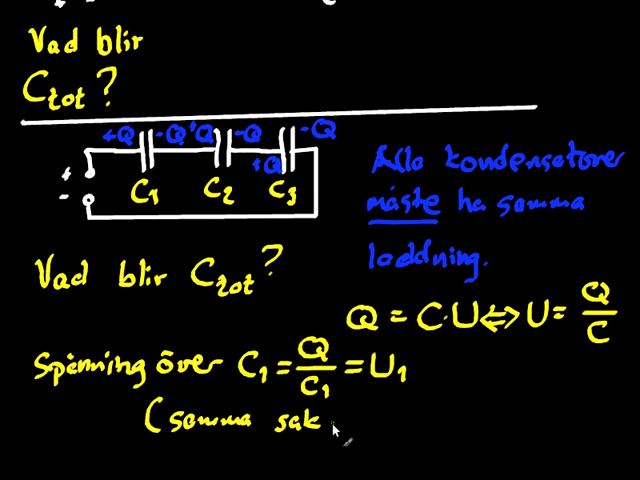 Vad blir
Ctot?
+Q -Q +Q -Q +Q -Q
+
-
C1 C2 C3
Alla kondensatorer
måste ha samma
laddning.
Vad blir Ctot?
Q = C·U ⇔ U = Q/C
Spänning över C1 = Q/C1 = U1
(samma sak